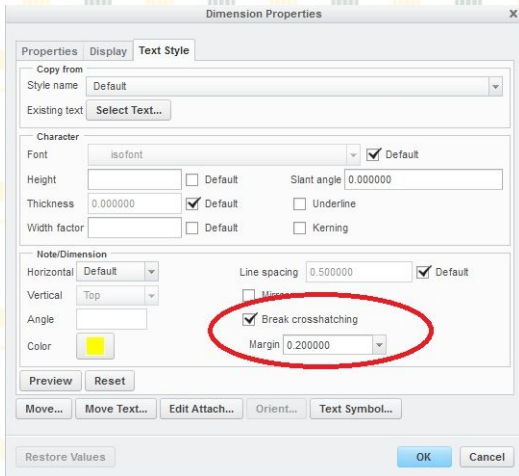 Dimension Properties X
Properties Display Text Style
Copy from
Style name Default
Existing text Select Text...
Character
Font isofont Default
Height Default Slant angle 0.000000
Thickness 0.000000 Default Underline
Width factor Default Kerning
Note/Dimension
Horizontal Default Line spacing 0.500000 Default
Vertical Top
Angle Break crosshatching
Color Margin 0.200000
Preview Reset
Move... Move Text... Edit Attach... Orient... Text Symbol...
Restore Values OK Cancel